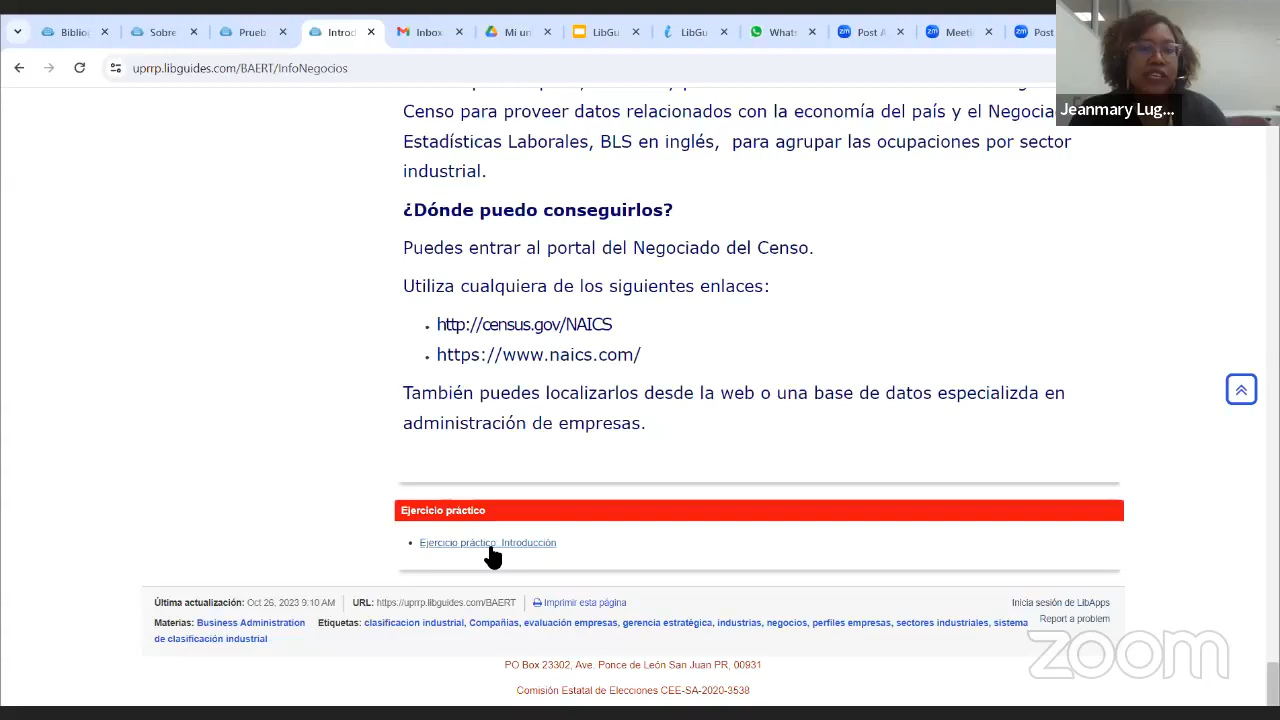 Biblio
Sobre
Prueb
Introd
Inbox
Mi un
LibGu
LibGu
Whats
Post A
Meeti
Post
uprrp.libguides.com/BAERT/InfoNegocios
Jeanmary Lug...
Censo para proveer datos relacionados con la economía del país y el Negocia
Estadísticas Laborales, BLS en inglés, para agrupar las ocupaciones por sector
industrial.
¿Dónde puedo conseguirlos?
Puedes entrar al portal del Negociado del Censo.
Utiliza cualquiera de los siguientes enlaces:
• http://census.gov/NAICS
• https://www.naics.com/
También puedes localizarlos desde la web o una base de datos especializda en
administración de empresas.
Ejercicio práctico
• Ejercicio práctico: Introducción
Última actualización: Oct 26, 2023 9:10 AM URL: https://uprrp.libguides.com/BAERT Imprimir esta página
Inicia sesión de LibApps
Materias: Business Administration Etiquetas: clasificacion industrial, Compañias, evaluación empresas, gerencia estratégica, industrias, negocios, perfiles empresas, sectores industriales, sistema
de clasificación industrial
Report a problem
zoom
PO Box 23302, Ave. Ponce de León San Juan PR, 00931
Comisión Estatal de Elecciones CEE-SA-2020-3538